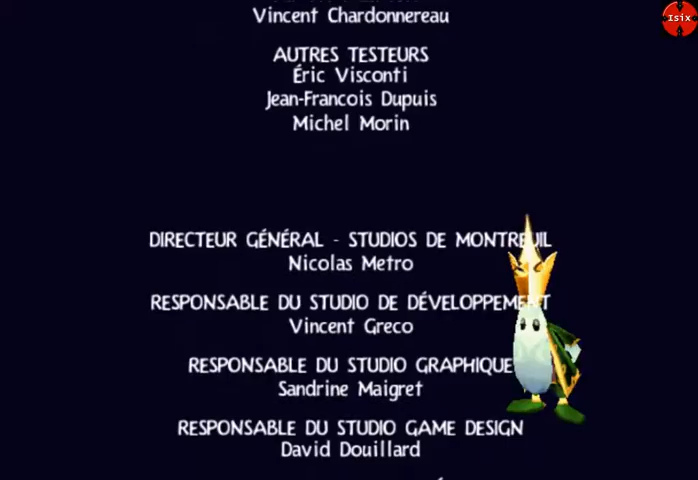 Vincent Chardonnereau
Isix
AUTRES TESTEURS
Éric Visconti
Jean-Francois Dupuis
Michel Morin
DIRECTEUR GÉNÉRAL - STUDIOS DE MONTREUIL
Nicolas Metro
RESPONSABLE DU STUDIO DE DÉVELOPPEMENT
Vincent Greco
RESPONSABLE DU STUDIO GRAPHIQUE
Sandrine Maigret
RESPONSABLE DU STUDIO GAME DESIGN
David Douillard